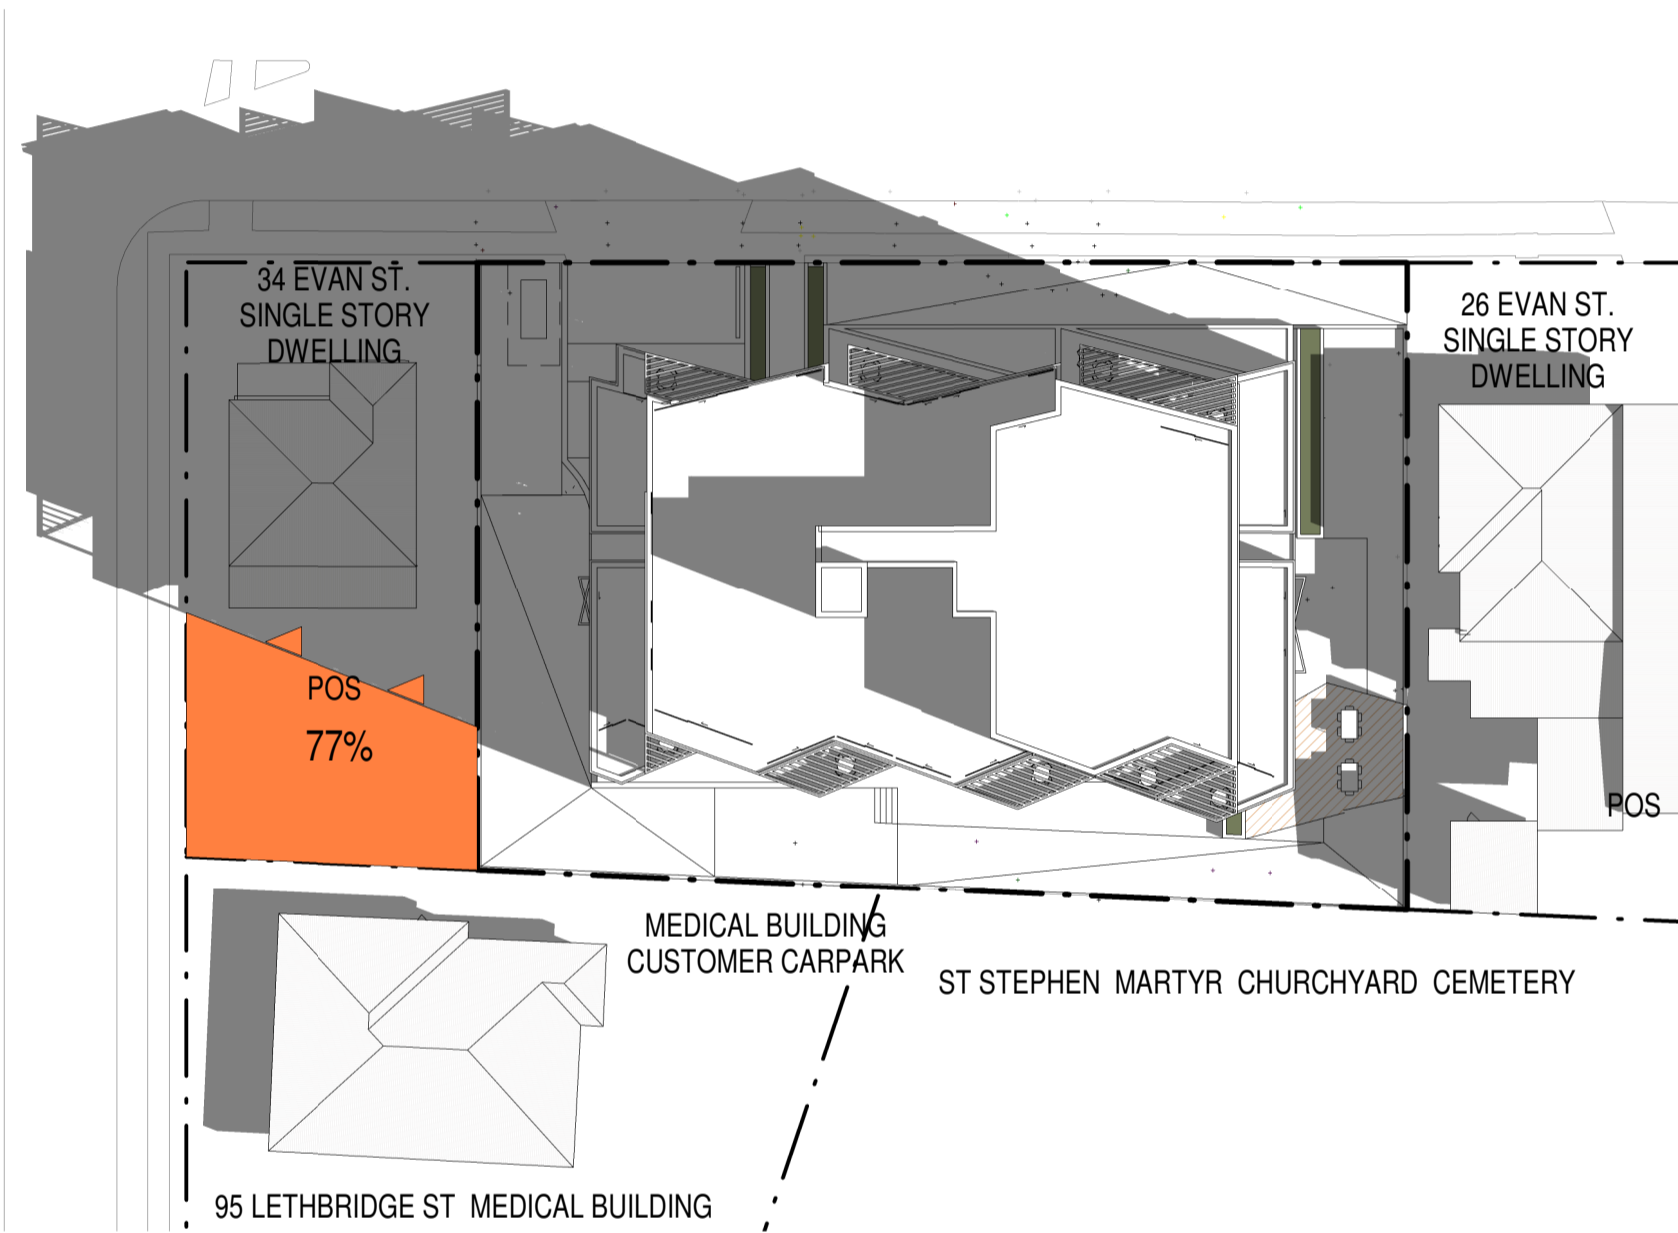 34 EVAN ST.
SINGLE STORY
DWELLING
26 EVAN ST.
SINGLE STORY
DWELLING
POS
77%
POS
MEDICAL BUILDING
CUSTOMER CARPARK
ST STEPHEN MARTYR CHURCHYARD CEMETERY
95 LETHBRIDGE ST MEDICAL BUILDING